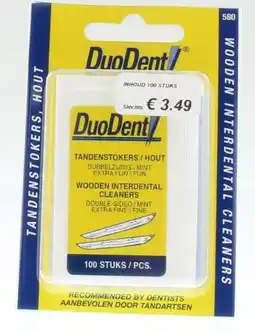 580
DuoDent!®
INHOUD 100 STUKS
€ 3.49
TANDENSTOKERS, HOUT
WOODEN INTERDENTAL CLEANERS
DuoDent!
TANDENSTOKERS / HOUT
DUBBELZIJDIG / MINT
EXTRA FIJN / FIJN
WOODEN INTERDENTAL
CLEANERS
DOUBLE-SIDED / MINT
EXTRA FINE / FINE
100 STUKS / PCS.
RECOMMENDED BY DENTISTS
AANBEVOLEN DOOR TANDARTSEN